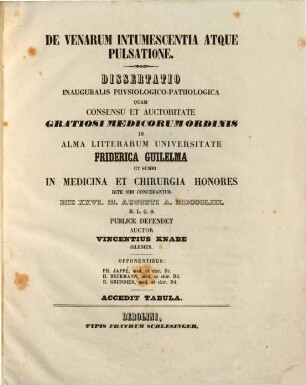 DE VENARUM INTUMESCENTIA ATQUE
PULSATIONE.
DISSERTATIO
INAUGURALIS PHYSIOLOGICO-PATHOLOGICA
QUAM
CONSENSU ET AUCTORITATE
GRATIOSI MEDICORUM ORDINIS
IN
ALMA LITTERARUM UNIVERSITATE
FRIDERICA GUILELMA
UT SUMMI
IN MEDICINA ET CHIRURGIA HONORES
RITE SIBI CONCEDANTUR
DIE XXVI. M. AUGUSTI A. MDCCCLIII.
H. L. Q. S.
PUBLICE DEFENDET
AUCTOR
VINCENTIUS KNABE
SILESIUS.
OPPONENTIBUS:
PH. JAFFÉ, med. et chir. Dr.
H. BECKMANN, med. et chir. Dd.
B. GRUNDIES, med. et chir. Dd.
ACCEDIT TABULA.
BEROLINI,
TYPIS FRATRUM SCHLESINGER.